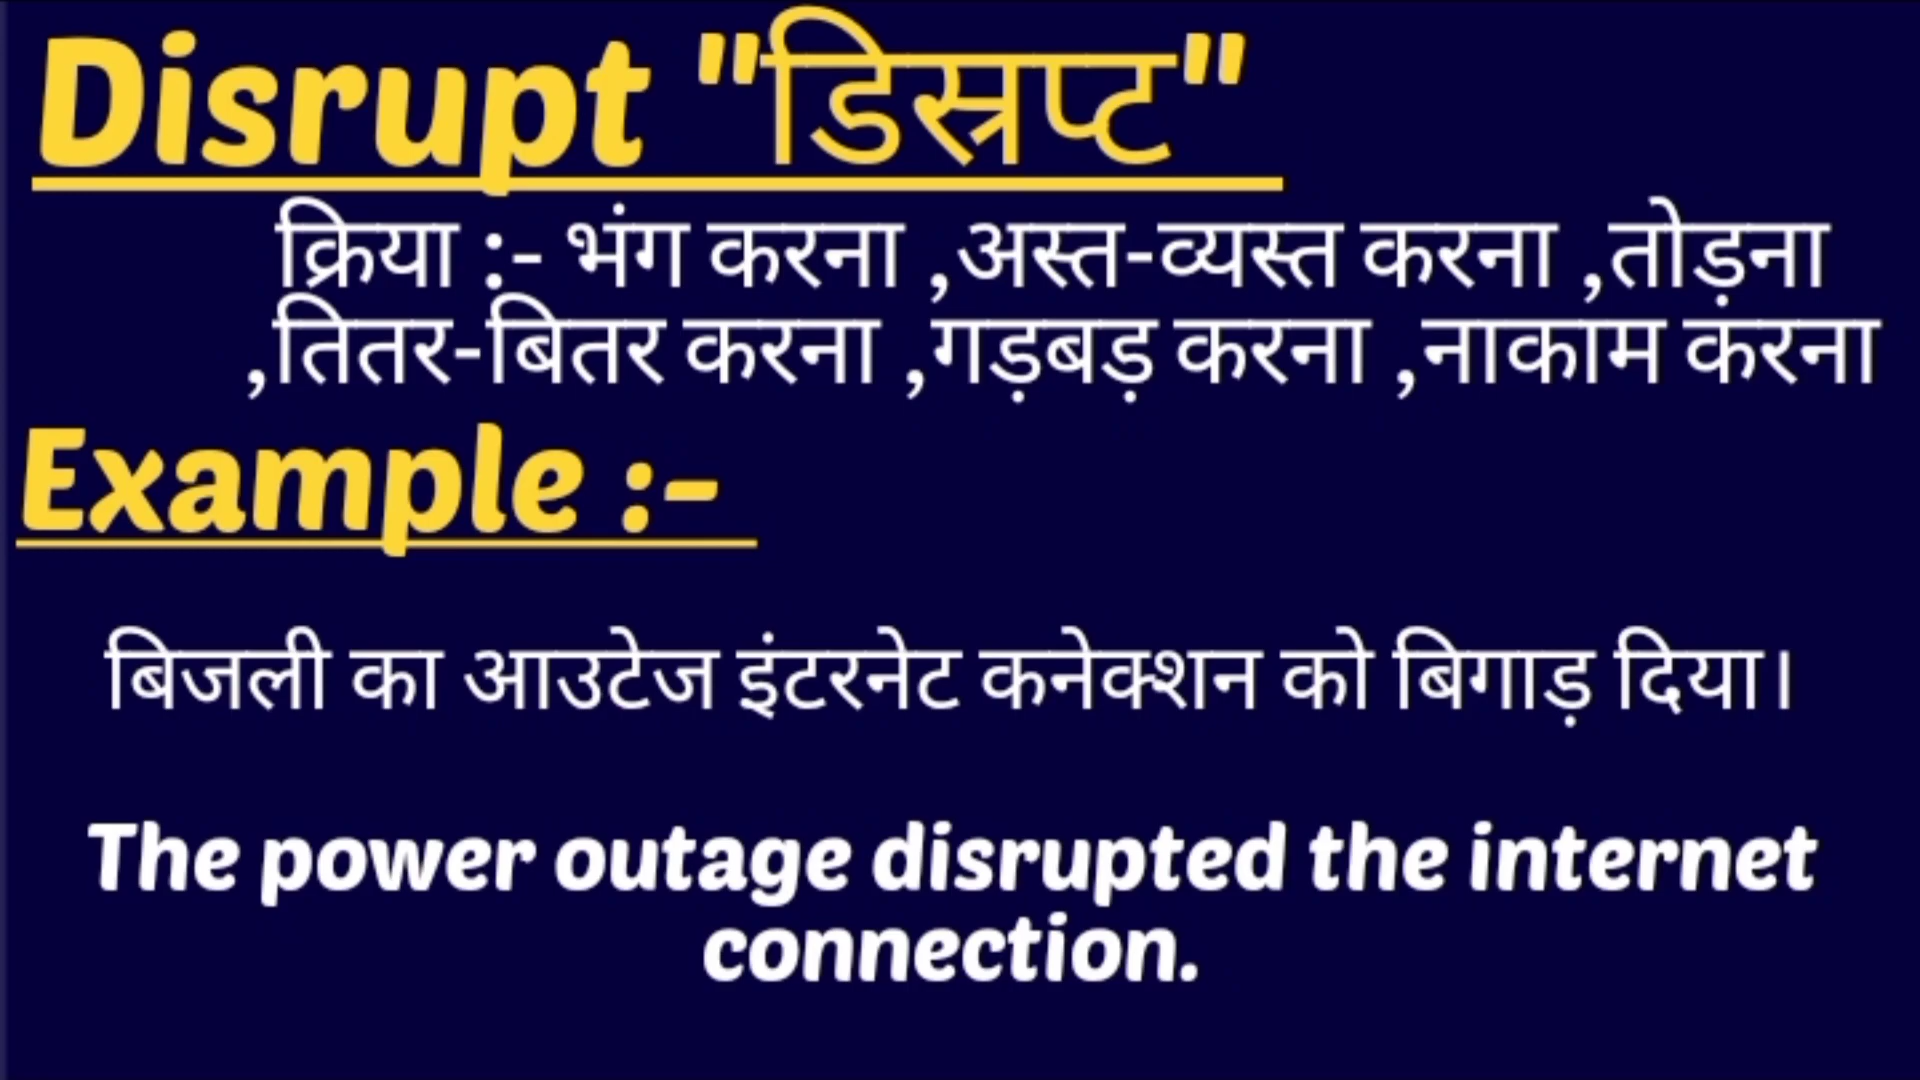 Disrupt "डिस्रप्ट"
क्रिया :- भंग करना ,अस्त-व्यस्त करना ,तोड़ना
,तितर-बितर करना ,गड़बड़ करना ,नाकाम करना
Example :-
बिजली का आउटेज इंटरनेट कनेक्शन को बिगाड़ दिया।
The power outage disrupted the internet
connection.